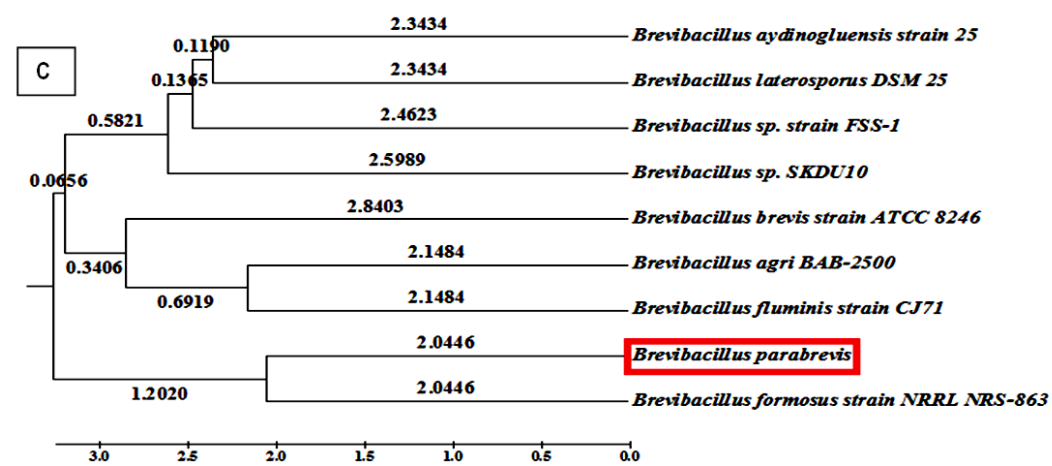 2.3434
Brevibacillus aydinogluensis strain 25
0.1190
C
2.3434
Brevibacillus laterosporus DSM 25
0.1365
2.4623
Brevibacillus sp. strain FSS-1
0.5821
2.5989
Brevibacillus sp. SKDU10
0.0656
2.8403
Brevibacillus brevis strain ATCC 8246
2.1484
Brevibacillus agri BAB-2500
0.3406
0.6919
2.1484
Brevibacillus fluminis strain CJ71
2.0446
Brevibacillus parabrevis
1.2020
2.0446
Brevibacillus formosus strain NRRL NRS-863
3.0 2.5 2.0 1.5 1.0 0.5 0.0